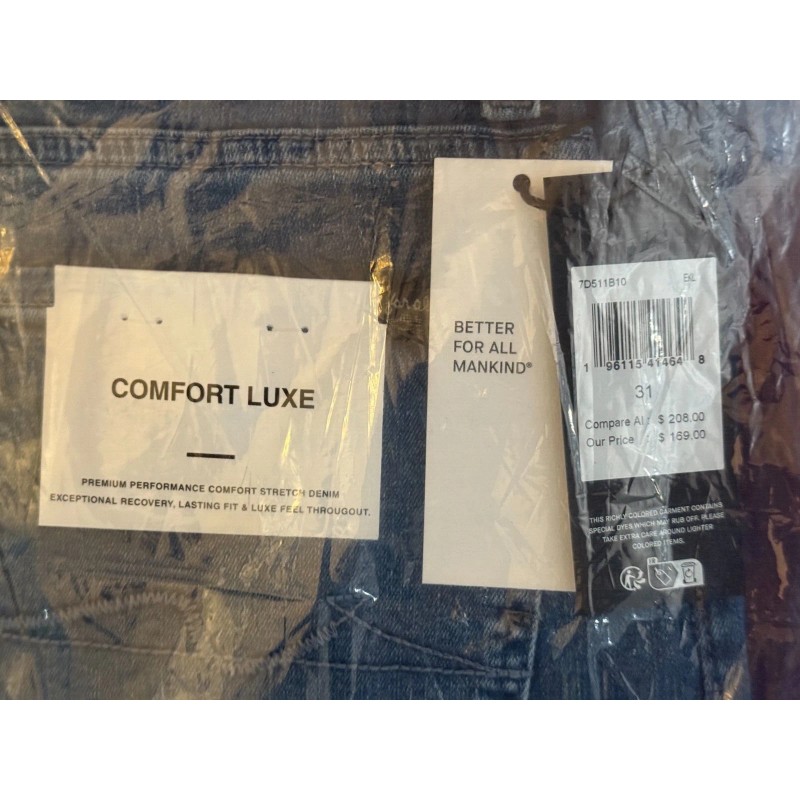 COMFORT LUXE
PREMIUM PERFORMANCE COMFORT STRETCH DENIM
EXCEPTIONAL RECOVERY, LASTING FIT & LUXE FEEL THROUGOUT.
BETTER
FOR ALL
MANKIND®
7D511B10 EKL
1 96115 41464 8
31
Compare At: $ 208.00
Our Price $ 169.00
THIS RICHLY COLORED GARMENT CONTAINS
SPECIAL DYES WHICH MAY RUB OFF. PLEASE
TAKE EXTRA CARE AROUND LIGHTER
COLORED ITEMS.